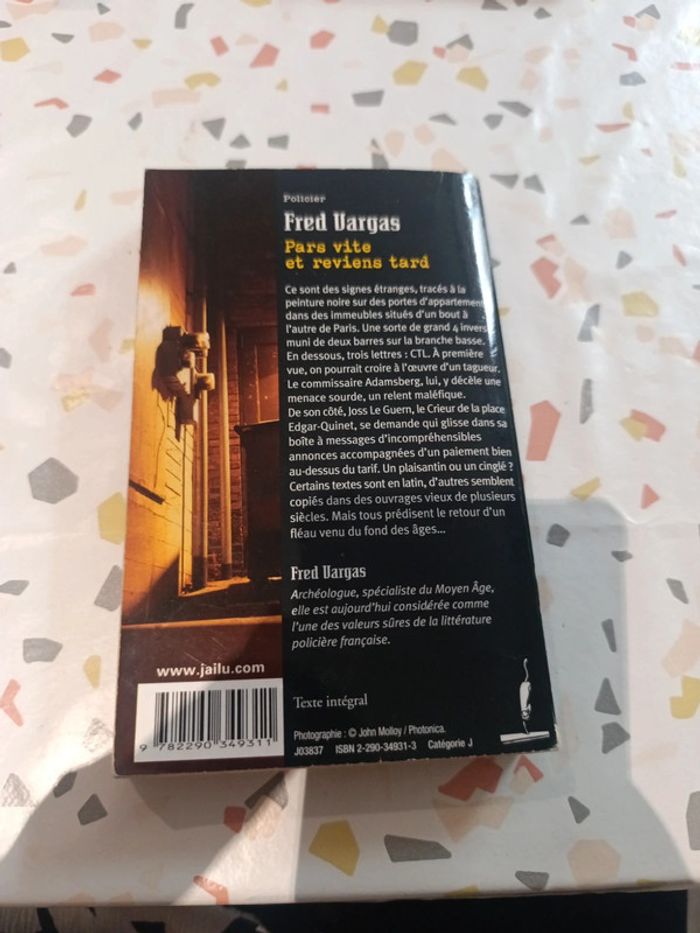 Policier
Fred Vargas
Pars vite
et reviens tard
Ce sont des signes étranges, tracés à la
peinture noire sur des portes d'appartement
dans des immeubles situés d'un bout à
l'autre de Paris. Une sorte de grand 4 invers
muni de deux barres sur la branche basse.
En dessous, trois lettres : CTL. À première
vue, on pourrait croire à l'œuvre d'un tagueur.
Le commissaire Adamsberg, lui, y décèle une
menace sourde, un relent maléfique.
De son côté, Joss Le Guern, le Crieur de la place
Edgar-Quinet, se demande qui glisse dans sa
boîte à messages d'incompréhensibles
annonces accompagnées d'un paiement bien
au-dessus du tarif. Un plaisantin ou un cinglé ?
Certains textes sont en latin, d'autres semblent
copiés dans des ouvrages vieux de plusieurs
siècles. Mais tous prédisent le retour d'un
fléau venu du fond des âges...
Fred Vargas
Archéologue, spécialiste du Moyen Âge,
elle est aujourd'hui considérée comme
l'une des valeurs sûres de la littérature
policière française.
www.jailu.com
Texte intégral
Photographie : © John Molloy / Photonica.
J03837 ISBN 2-290-34931-3 Catégorie J
9 782290 349311